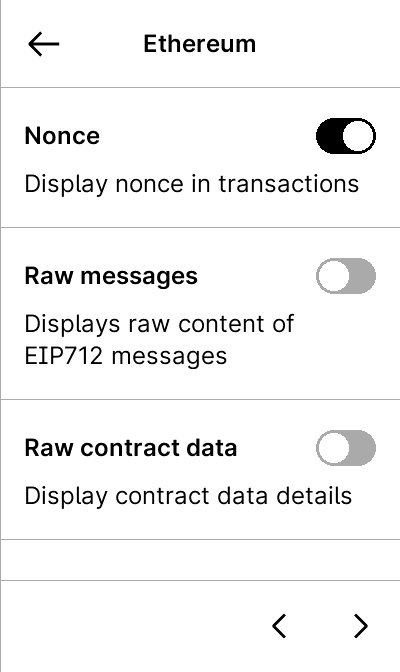 Ethereum
Nonce
Display nonce in transactions
Raw messages
Displays raw content of
EIP712 messages
Raw contract data
Display contract data details